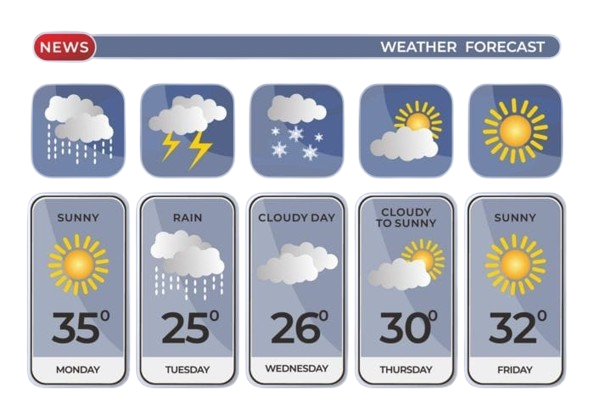 NEWS
WEATHER FORECAST
SUNNY
35⁰
MONDAY
RAIN
25⁰
TUESDAY
CLOUDY DAY
26⁰
WEDNESDAY
CLOUDY
TO SUNNY
30⁰
THURSDAY
SUNNY
32⁰
FRIDAY